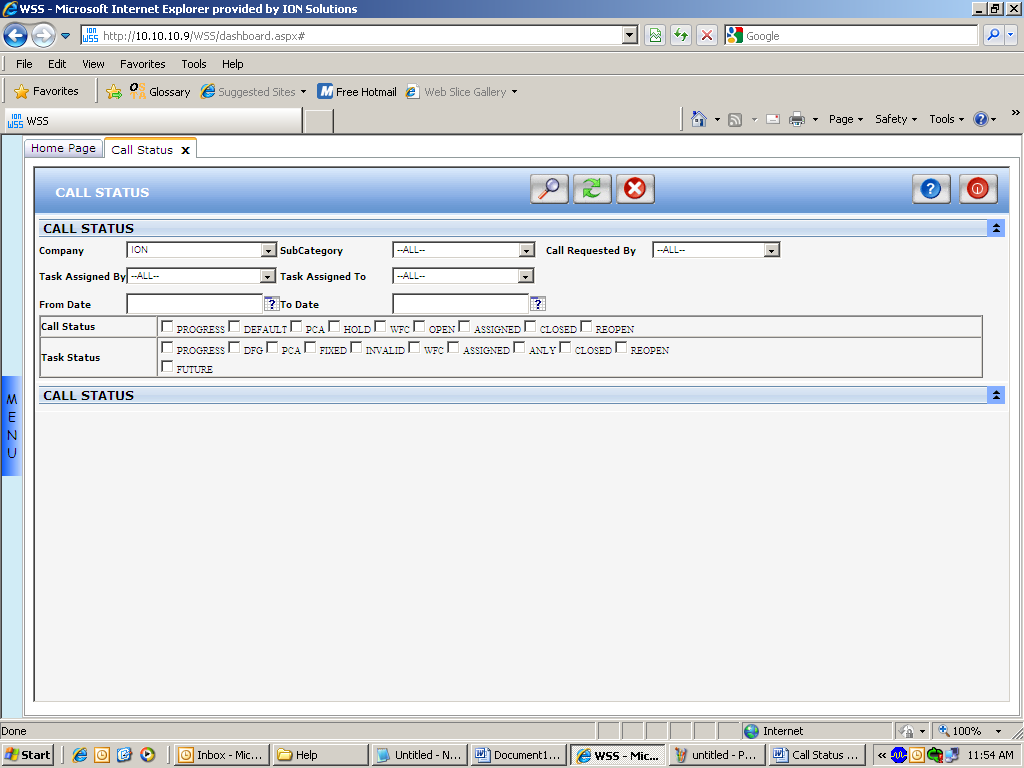 WSS - Microsoft Internet Explorer provided by ION Solutions
ION WSS http://10.10.10.9/WSS/dashboard.aspx# Google
File Edit View Favorites Tools Help
Favorites Glossary Suggested Sites Free Hotmail Web Slice Gallery
ION WSS WSS Page Safety Tools »
Home Page Call Status x
CALL STATUS
CALL STATUS
Company ION SubCategory --ALL-- Call Requested By --ALL--
Task Assigned By --ALL-- Task Assigned To --ALL--
From Date ? To Date ?
Call Status PROGRESS DEFAULT PCA HOLD WFC OPEN ASSIGNED CLOSED REOPEN
Task Status PROGRESS DFG PCA FIXED INVALID WFC ASSIGNED ANLY CLOSED REOPEN
FUTURE
CALL STATUS
MENU
Done Internet 100%
Start Inbox - Mic... Help Untitled - N... Document1... WSS - Mic... untitled - P... Call Status ... « 11:54 AM